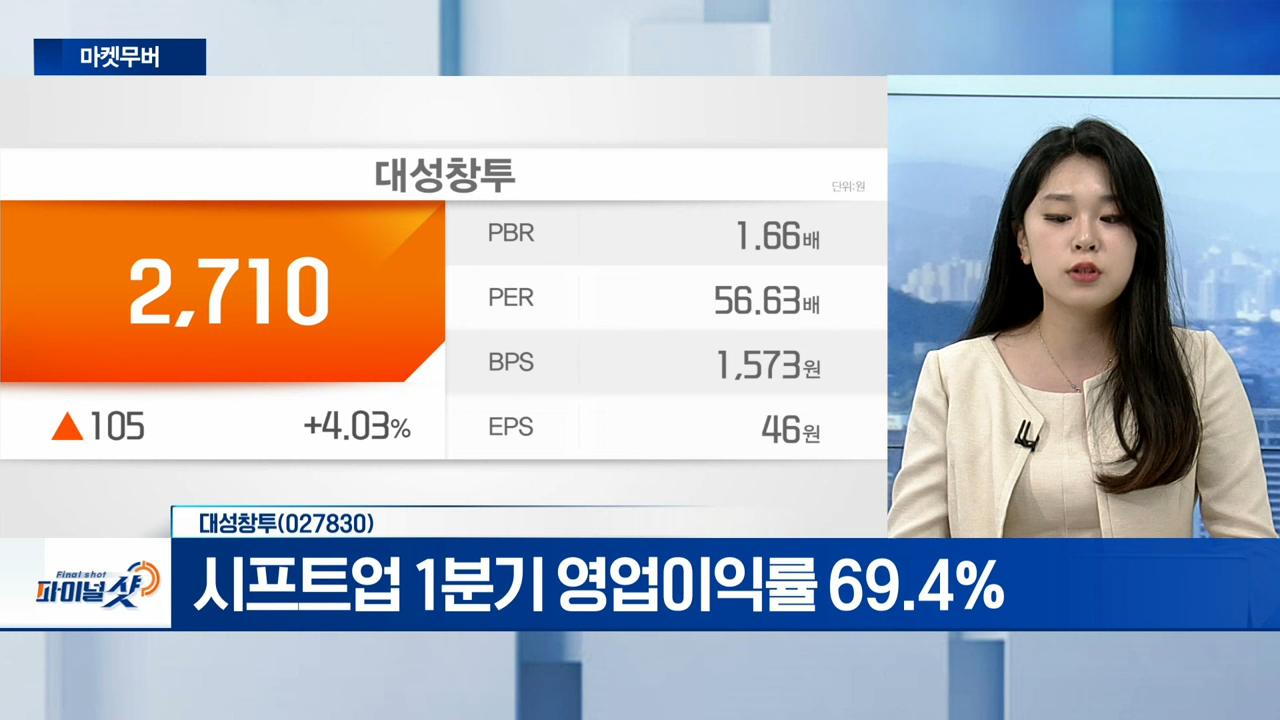 마켓무버
대성창투
단위:원
2,710
▲105 +4.03%
PBR 1.66배
PER 56.63배
BPS 1,573원
EPS 46원
대성창투(027830)
Final shot
파이널샷
시프트업 1분기 영업이익률 69.4%